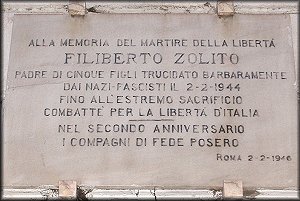 ALLA MEMORIA DEL MARTIRE DELLA LIBERTÁ
FILIBERTO ZOLITO
PADRE DI CINQUE FIGLI TRUCIDATO BARBARAMENTE
DAI NAZI-FASCISTI IL 2-2-1944
FINO ALL'ESTREMO SACRIFICIO
COMBATTÉ PER LA LIBERTÁ D'ITALIA
NEL SECONDO ANNIVERSARIO
I COMPAGNI DI FEDE POSERO
ROMA 2-2-1946